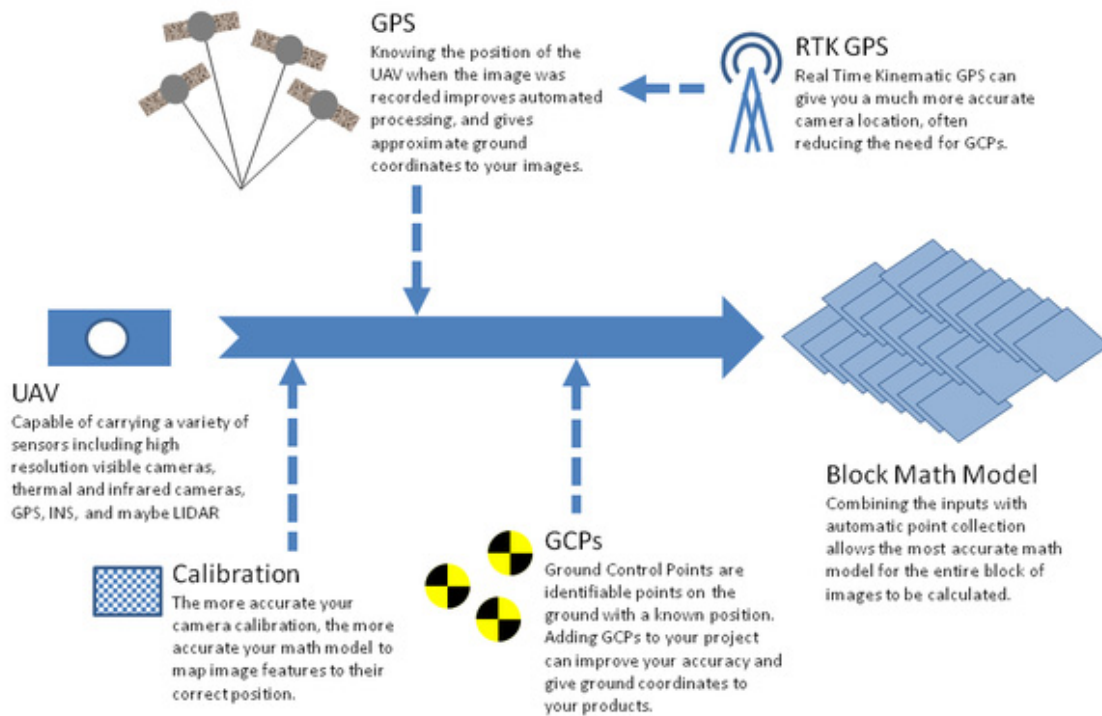 GPS
Knowing the position of the
UAV when the image was
recorded improves automated
processing, and gives
approximate ground
coordinates to your images.
RTK GPS
Real Time Kinematic GPS can
give you a much more accurate
camera location, often
reducing the need for GCPs.
UAV
Capable of carrying a variety of
sensors including high
resolution visible cameras,
thermal and infrared cameras,
GPS, INS, and maybe LIDAR
Block Math Model
Combining the inputs with
automatic point collection
allows the most accurate math
model for the entire block of
images to be calculated.
Calibration
The more accurate your
camera calibration, the more
accurate your math model to
map image features to their
correct position.
GCPs
Ground Control Points are
identifiable points on the
ground with a known position.
Adding GCPs to your project
can improve your accuracy and
give ground coordinates to
your products.